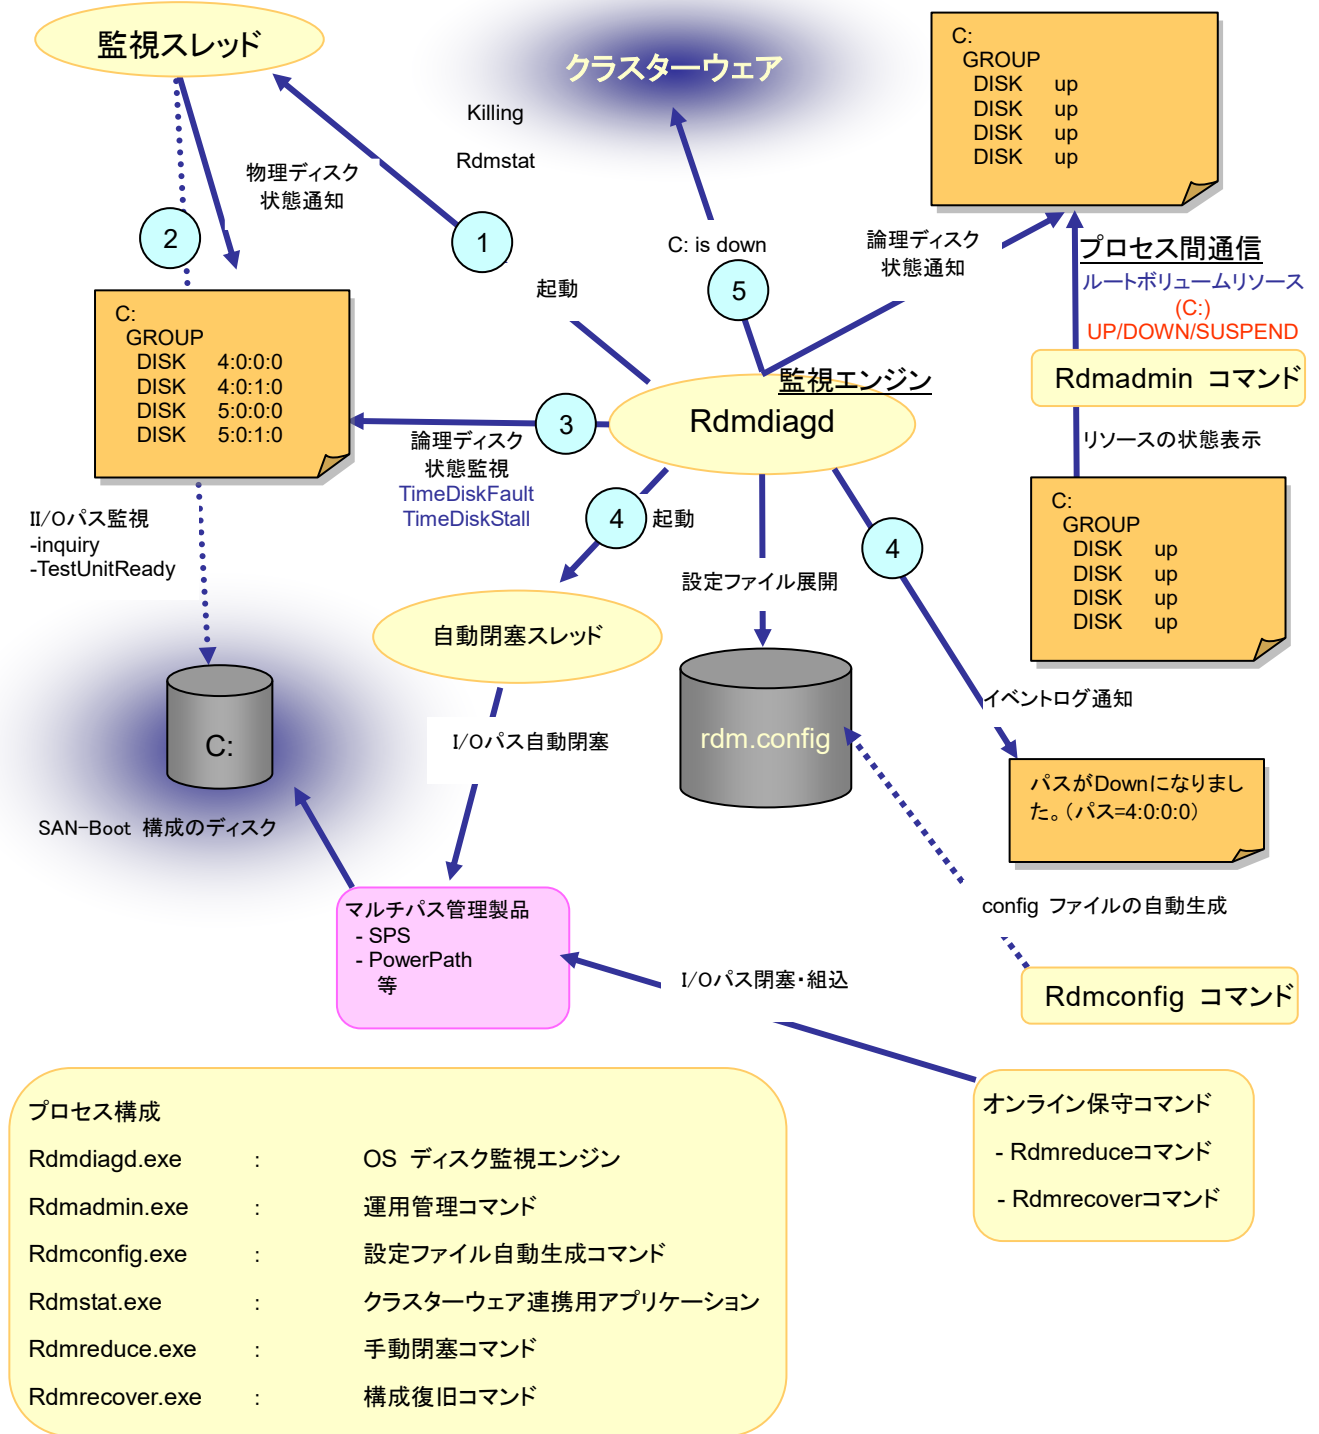 監視スレッド
クラスターウェア
C:
GROUP
DISK up
DISK up
DISK up
DISK up
Killing
Rdmstat
物理ディスク
状態通知
2
1
起動
C: is down
5
論理ディスク
状態通知
プロセス間通信
ルートボリュームリソース
(C:)
UP/DOWN/SUSPEND
Rdmadmin コマンド
リソースの状態表示
C:
GROUP
DISK 4:0:0:0
DISK 4:0:1:0
DISK 5:0:0:0
DISK 5:0:1:0
監視エンジン
Rdmdiagd
3
論理ディスク
状態監視
TimeDiskFault
TimeDiskStall
4
起動
4
C:
GROUP
DISK up
DISK up
DISK up
DISK up
II/Oパス監視
-inquiry
-TestUnitReady
設定ファイル展開
自動閉塞スレッド
イベントログ通知
I/Oパス自動閉塞
rdm.config
C:
パスがDownになりまし
た。（パス=4:0:0:0）
SAN-Boot 構成のディスク
マルチパス管理製品
- SPS
- PowerPath
等
config ファイルの自動生成
I/Oパス閉塞・組込
Rdmconfig コマンド
プロセス構成
Rdmdiagd.exe : OS ディスク監視エンジン
Rdmadmin.exe : 運用管理コマンド
Rdmconfig.exe : 設定ファイル自動生成コマンド
Rdmstat.exe : クラスターウェア連携用アプリケーション
Rdmreduce.exe : 手動閉塞コマンド
Rdmrecover.exe : 構成復旧コマンド
オンライン保守コマンド
- Rdmreduceコマンド
- Rdmrecoverコマンド